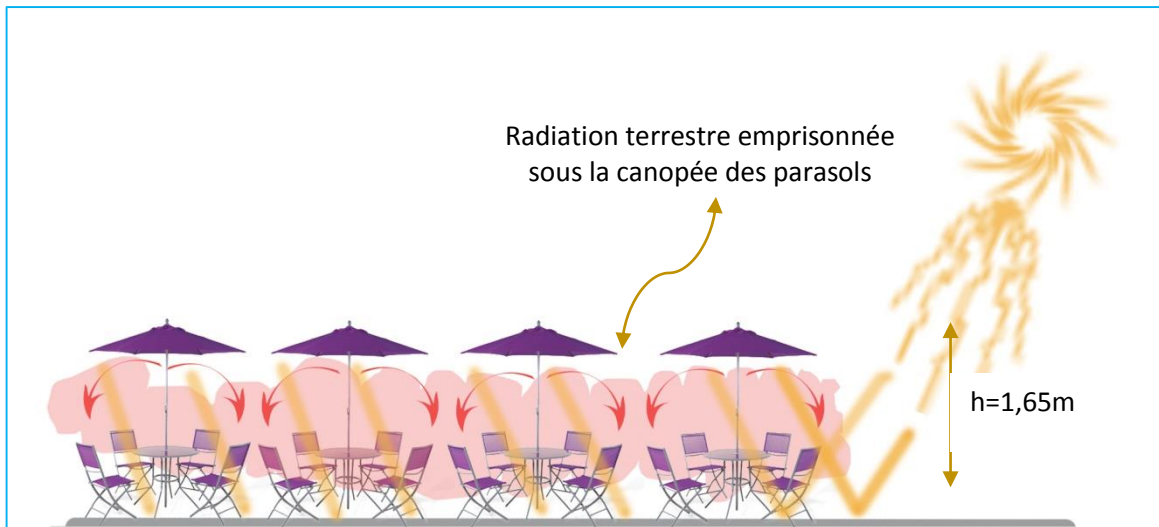 Radiation terrestre emprisonnée
sous la canopée des parasols
h=1,65m